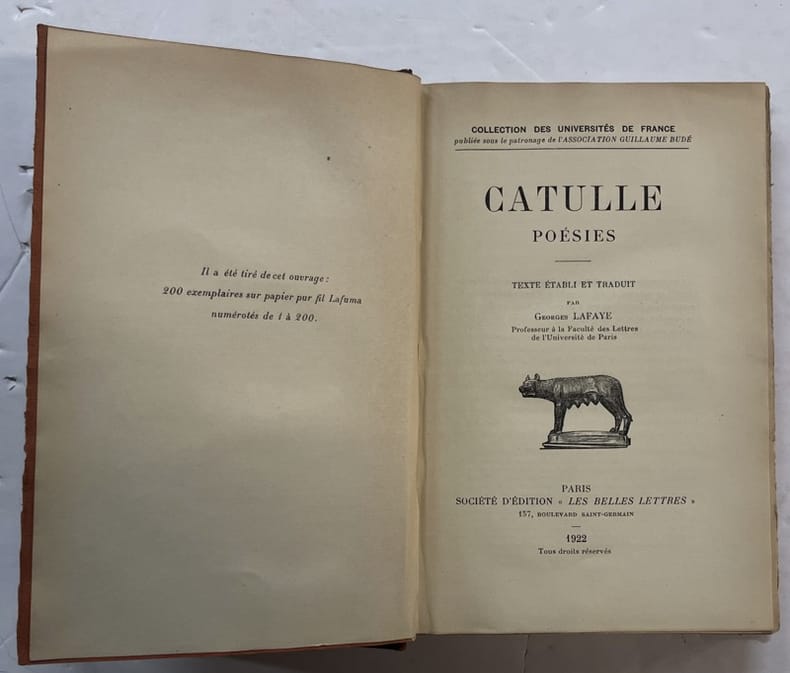 Il a été tiré de cet ouvrage :
200 exemplaires sur papier pur fil Lafuma
numérotés de 1 à 200.
COLLECTION DES UNIVERSITÉS DE FRANCE
publiée sous le patronage de l'ASSOCIATION GUILLAUME BUDÉ
CATULLE
POÉSIES
TEXTE ÉTABLI ET TRADUIT
PAR
Georges LAFAYE
Professeur à la Faculté des Lettres
de l'Université de Paris
PARIS
SOCIÉTÉ D'ÉDITION « LES BELLES LETTRES »
157, BOULEVARD SAINT-GERMAIN
1922
Tous droits réservés